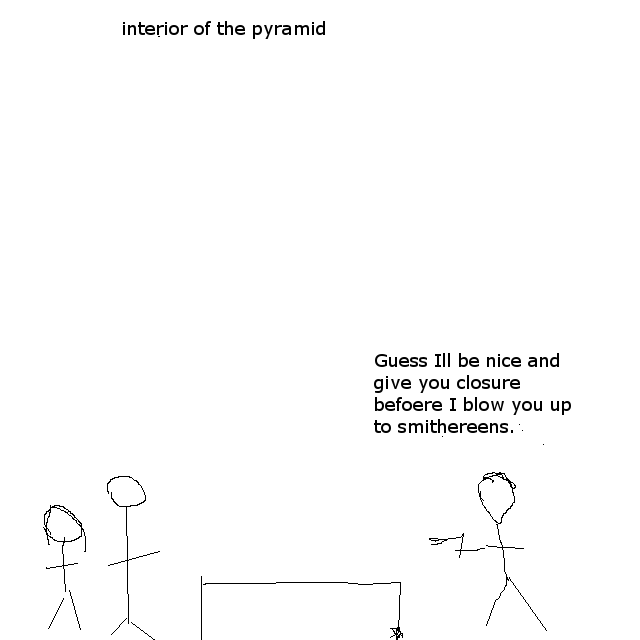 interior of the pyramid
Guess Ill be nice and
give you closure
befoere I blow you up
to smithereens.